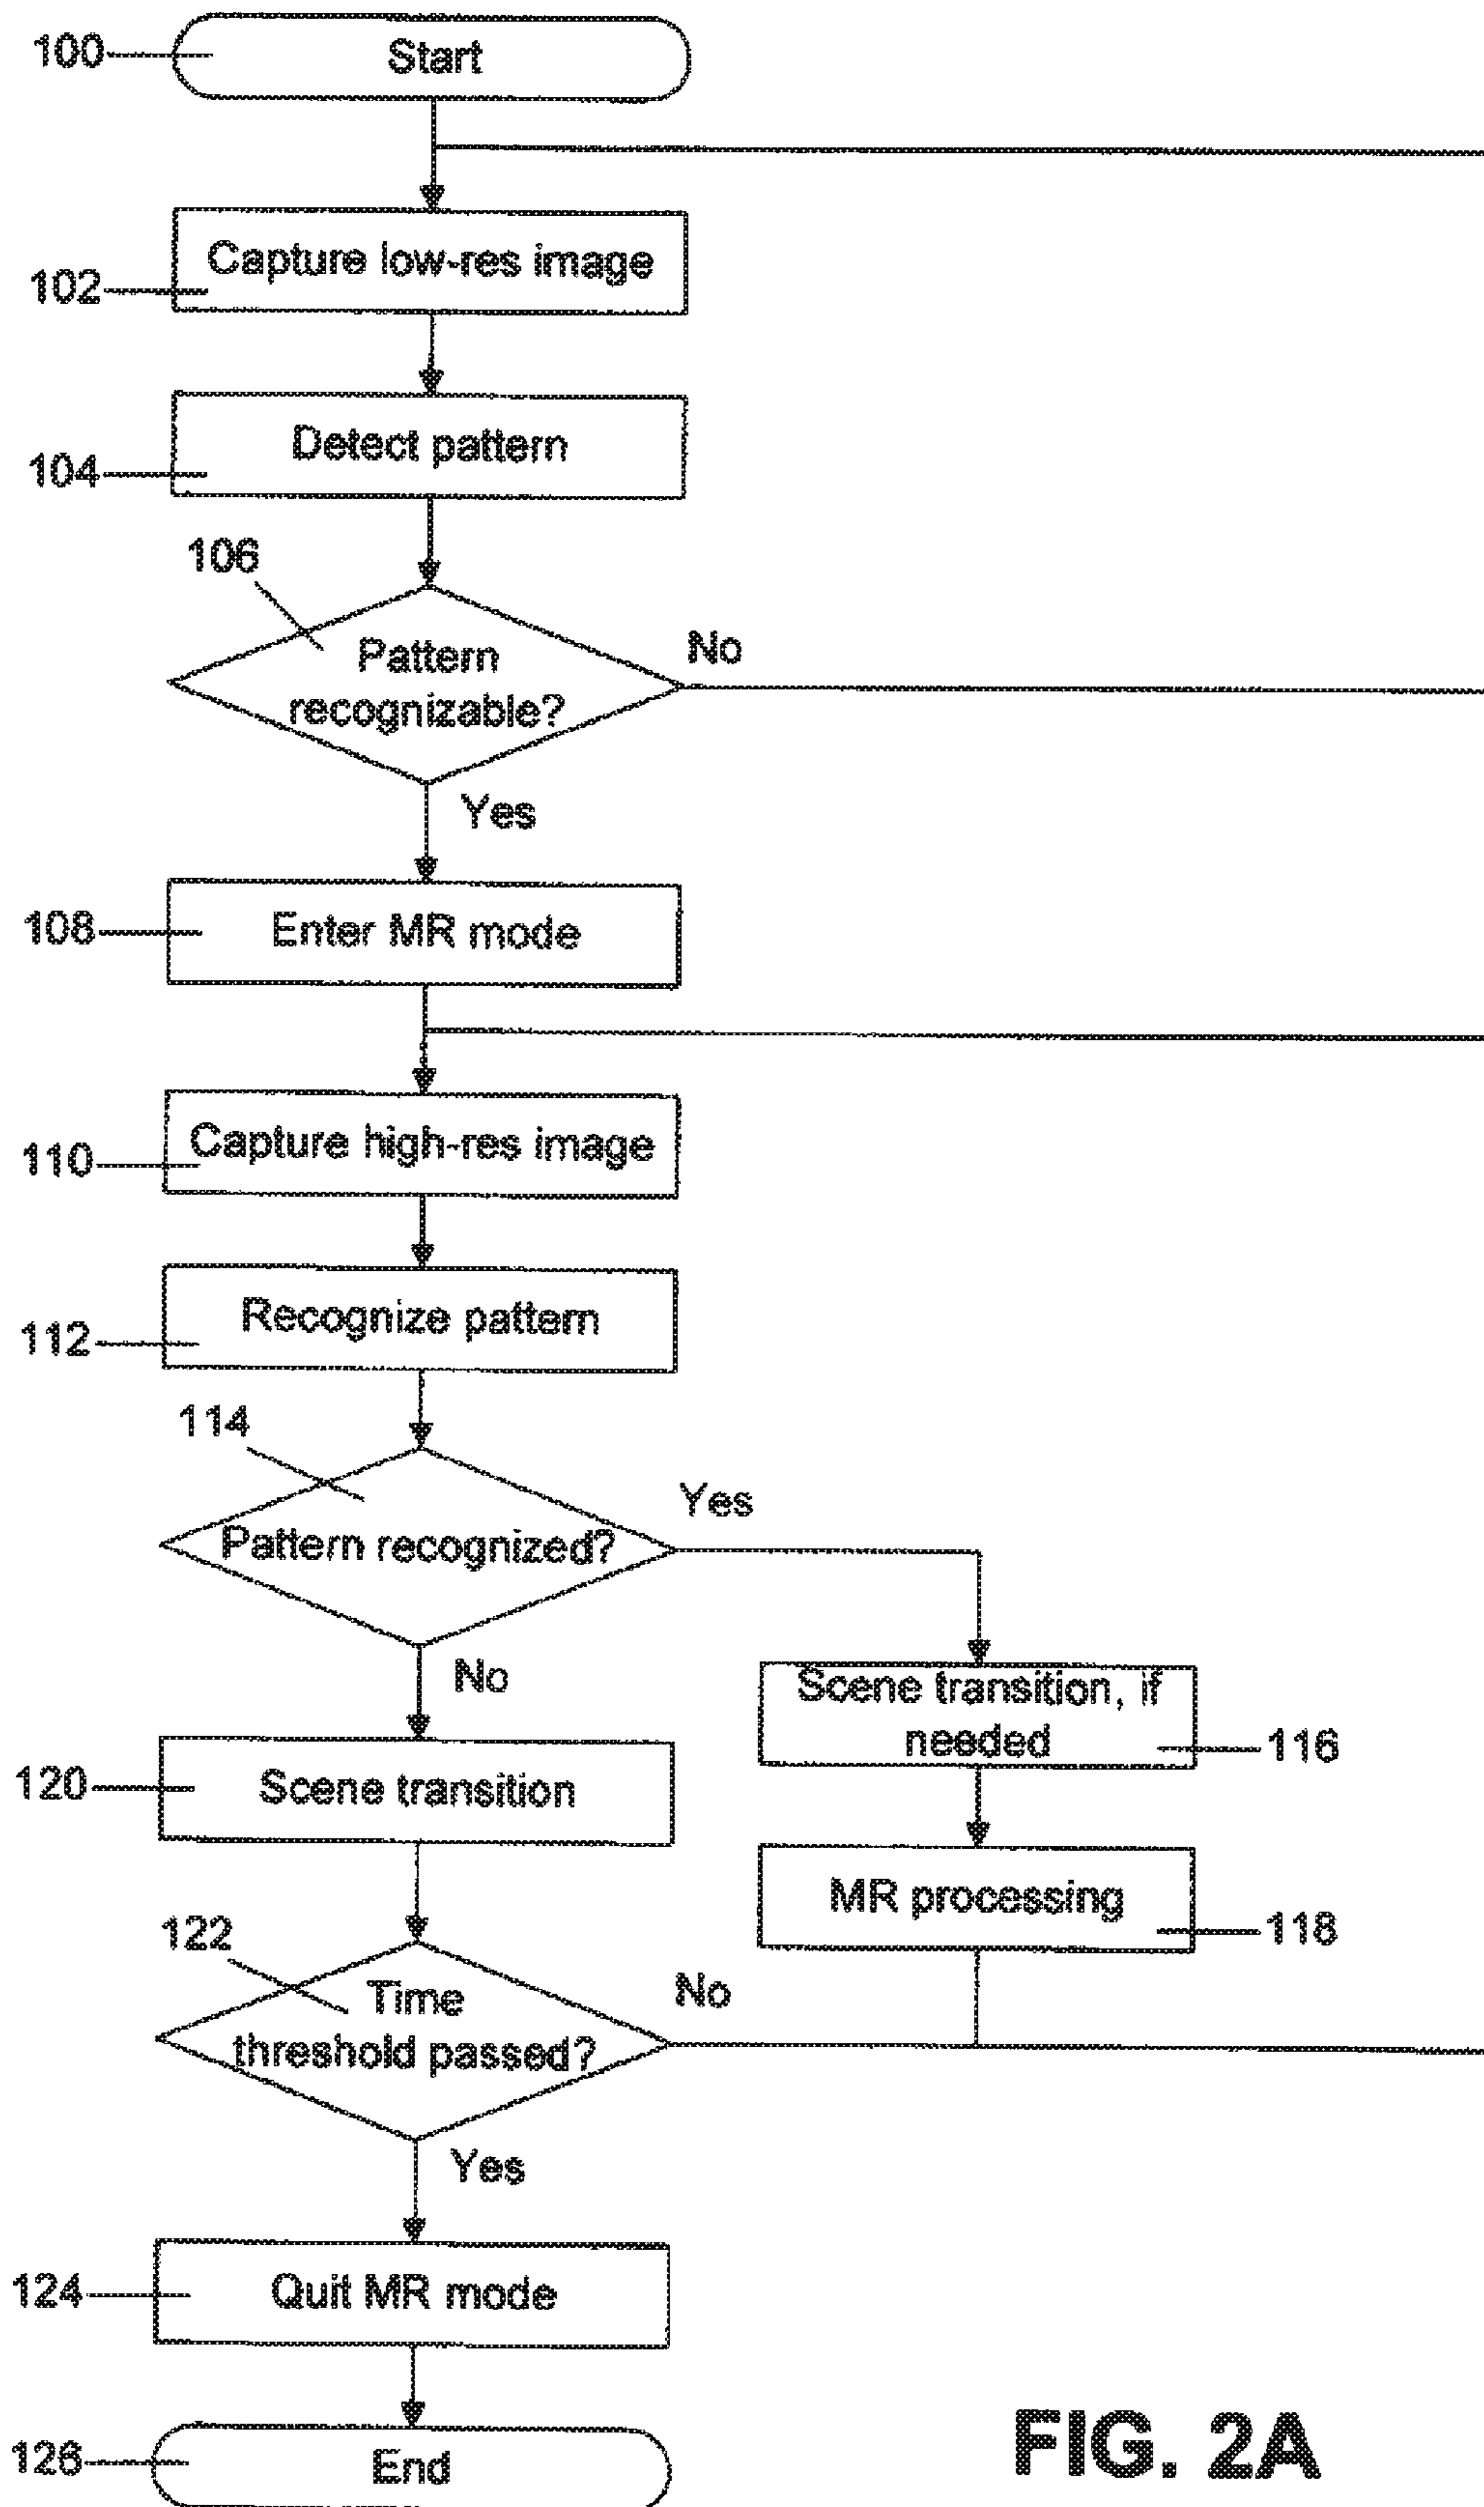 100
Start
Capture low-res image
102
Detect pattern
104
106
Pattern
recognizable?
No
Yes
108
Enter MR mode
Capture high-res image
110
Recognize pattern
112
114
Pattern recognized?
Yes
No
Scene transition, if
needed
116
120
Scene transition
MR processing
118
122
Time
threshold passed?
No
Yes
124
Quit MR mode
126
End
FIG. 2A